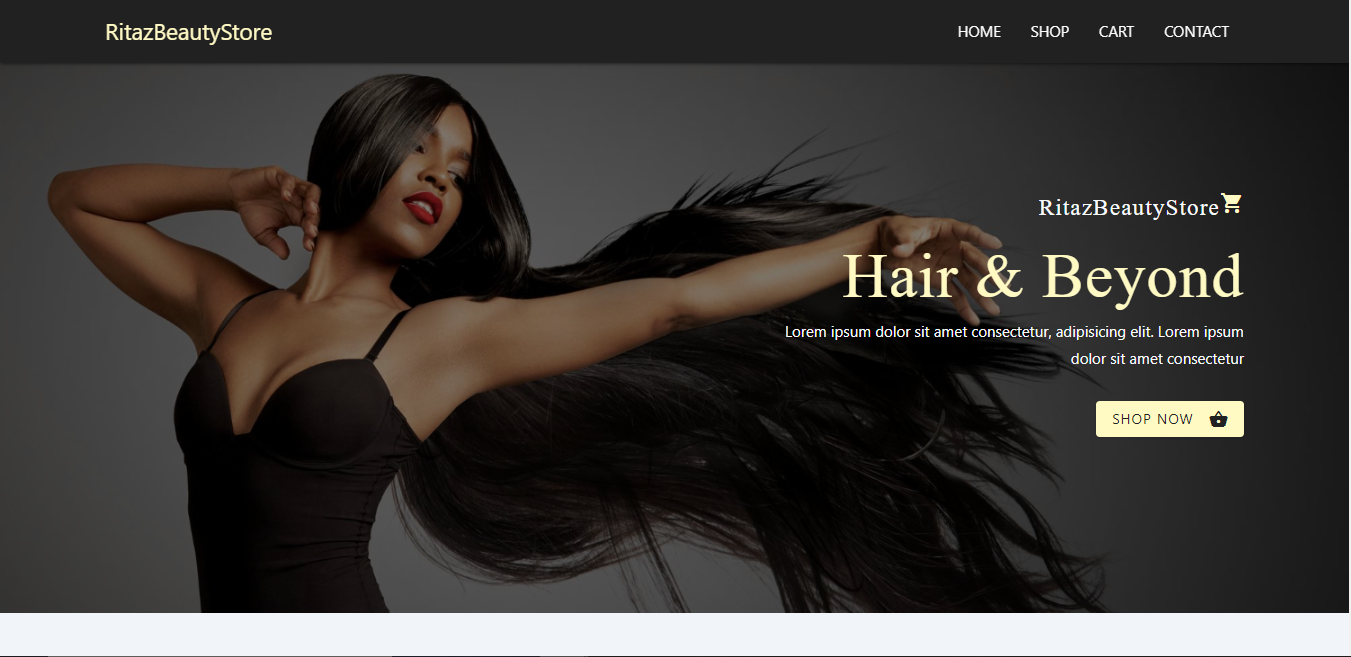 RitazBeautyStore
HOME SHOP CART CONTACT
RitazBeautyStore
Hair & Beyond
Lorem ipsum dolor sit amet consectetur, adipisicing elit. Lorem ipsum
dolor sit amet consectetur
SHOP NOW